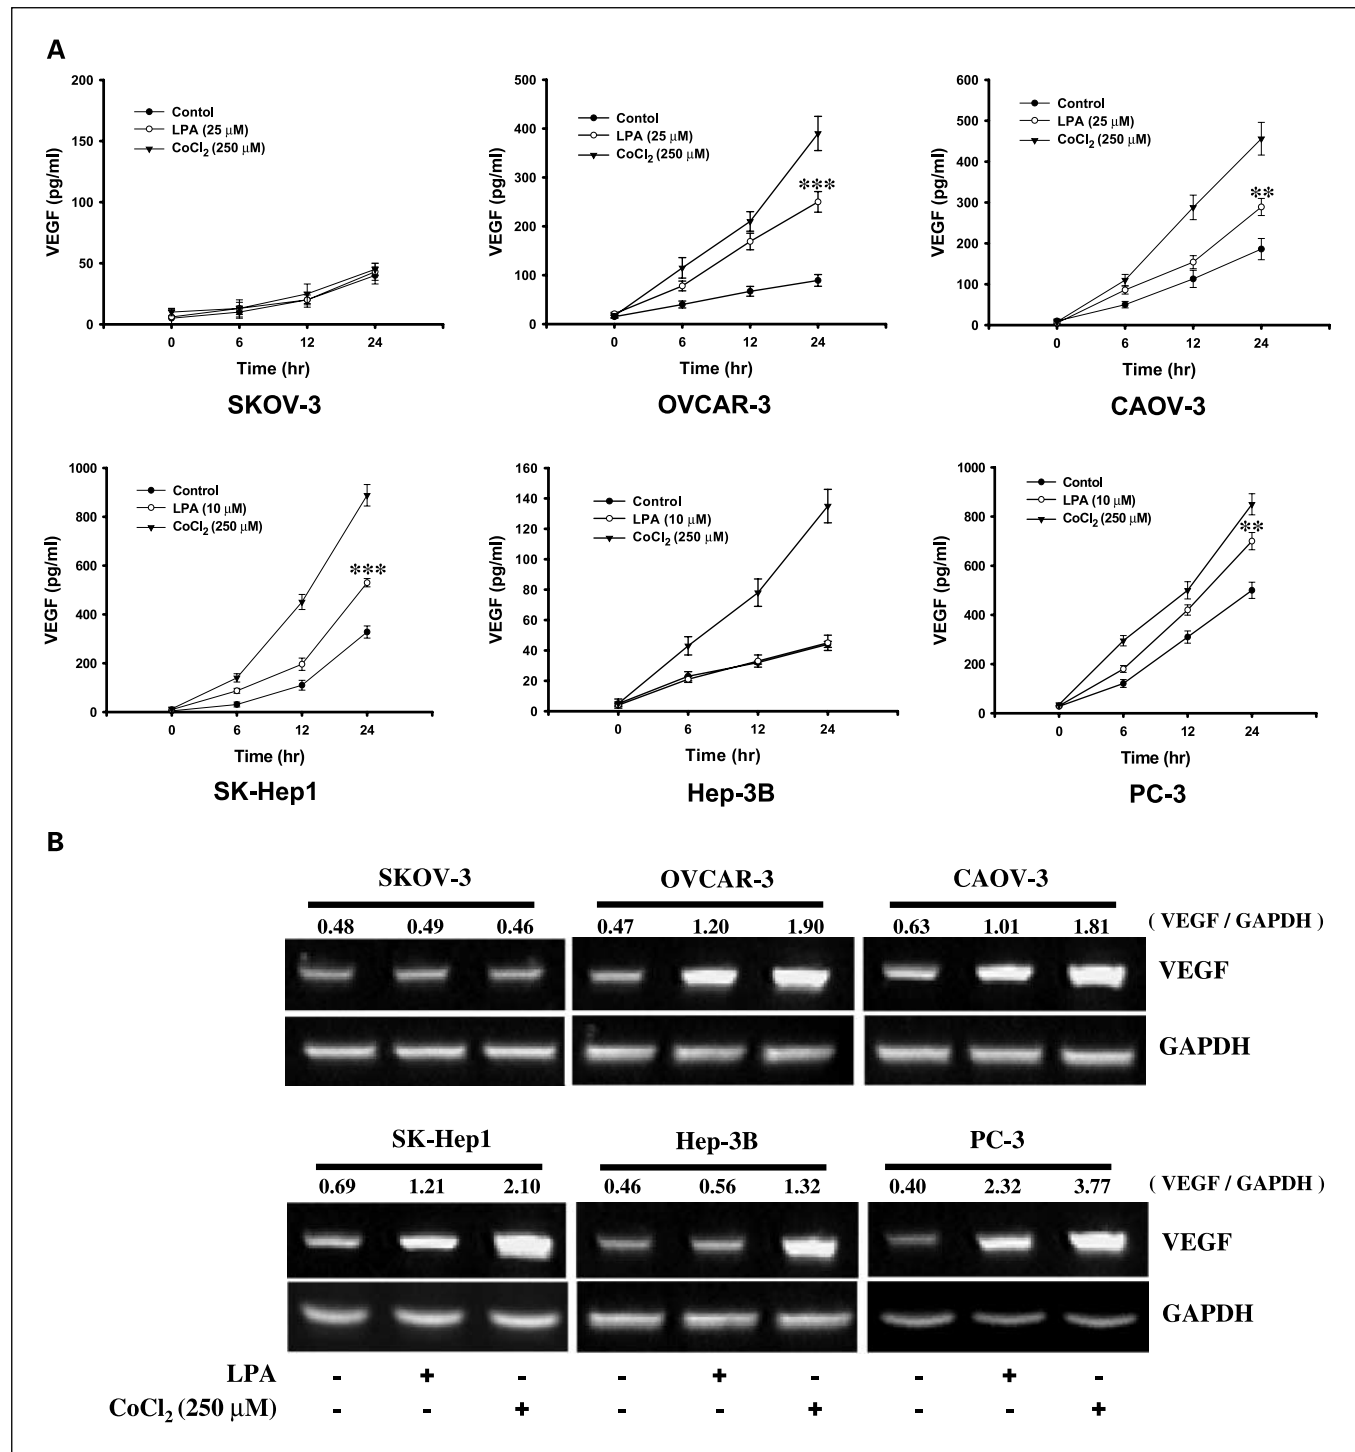 A
200
150
100
50
0
VEGF (pg/ml)
Contol
LPA (25 μM)
CoCl2 (250 μM)
0 6 12 24
Time (hr)
SKOV-3
500
400
300
200
100
0
VEGF (pg/ml)
Control
LPA (25 μM)
CoCl2 (250 μM)
***
0 6 12 24
Time (hr)
OVCAR-3
600
500
400
300
200
100
0
VEGF (pg/ml)
Control
LPA (25 μM)
CoCl2 (250 μM)
**
0 6 12 24
Time (hr)
CAOV-3
1000
800
600
400
200
0
VEGF (pg/ml)
Control
LPA (10 μM)
CoCl2 (250 μM)
***
0 6 12 24
Time (hr)
SK-Hep1
160
140
120
100
80
60
40
20
0
VEGF (pg/ml)
Control
LPA (10 μM)
CoCl2 (250 μM)
0 6 12 24
Time (hr)
Hep-3B
1000
800
600
400
200
0
VEGF (pg/ml)
Contol
LPA (10 μM)
CoCl2 (250 μM)
**
0 6 12 24
Time (hr)
PC-3
B
SKOV-3 OVCAR-3 CAOV-3
0.48 0.49 0.46 0.47 1.20 1.90 0.63 1.01 1.81 ( VEGF / GAPDH )
VEGF
GAPDH
SK-Hep1 Hep-3B PC-3
0.69 1.21 2.10 0.46 0.56 1.32 0.40 2.32 3.77 ( VEGF / GAPDH )
VEGF
GAPDH
LPA - + - - + - - + -
CoCl2 (250 μM) - - + - - + - - +